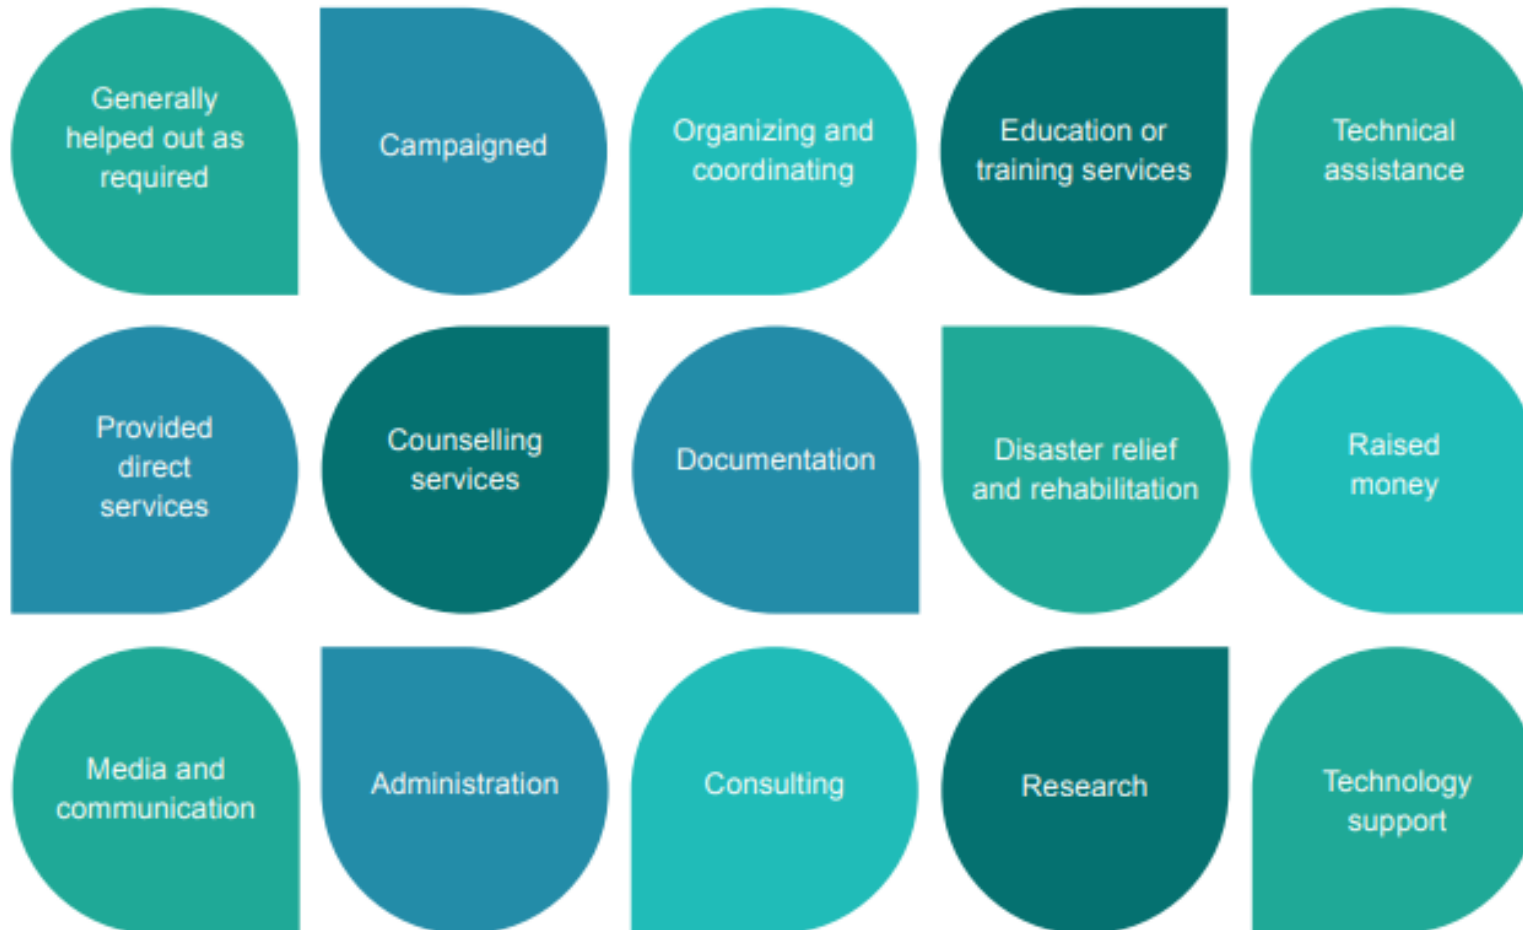 Generally
helped out as
required
Campaigned
Organizing and
coordinating
Education or
training services
Technical
assistance
Provided
direct
services
Counselling
services
Documentation
Disaster relief
and rehabilitation
Raised
money
Media and
communication
Administration
Consulting
Research
Technology
support